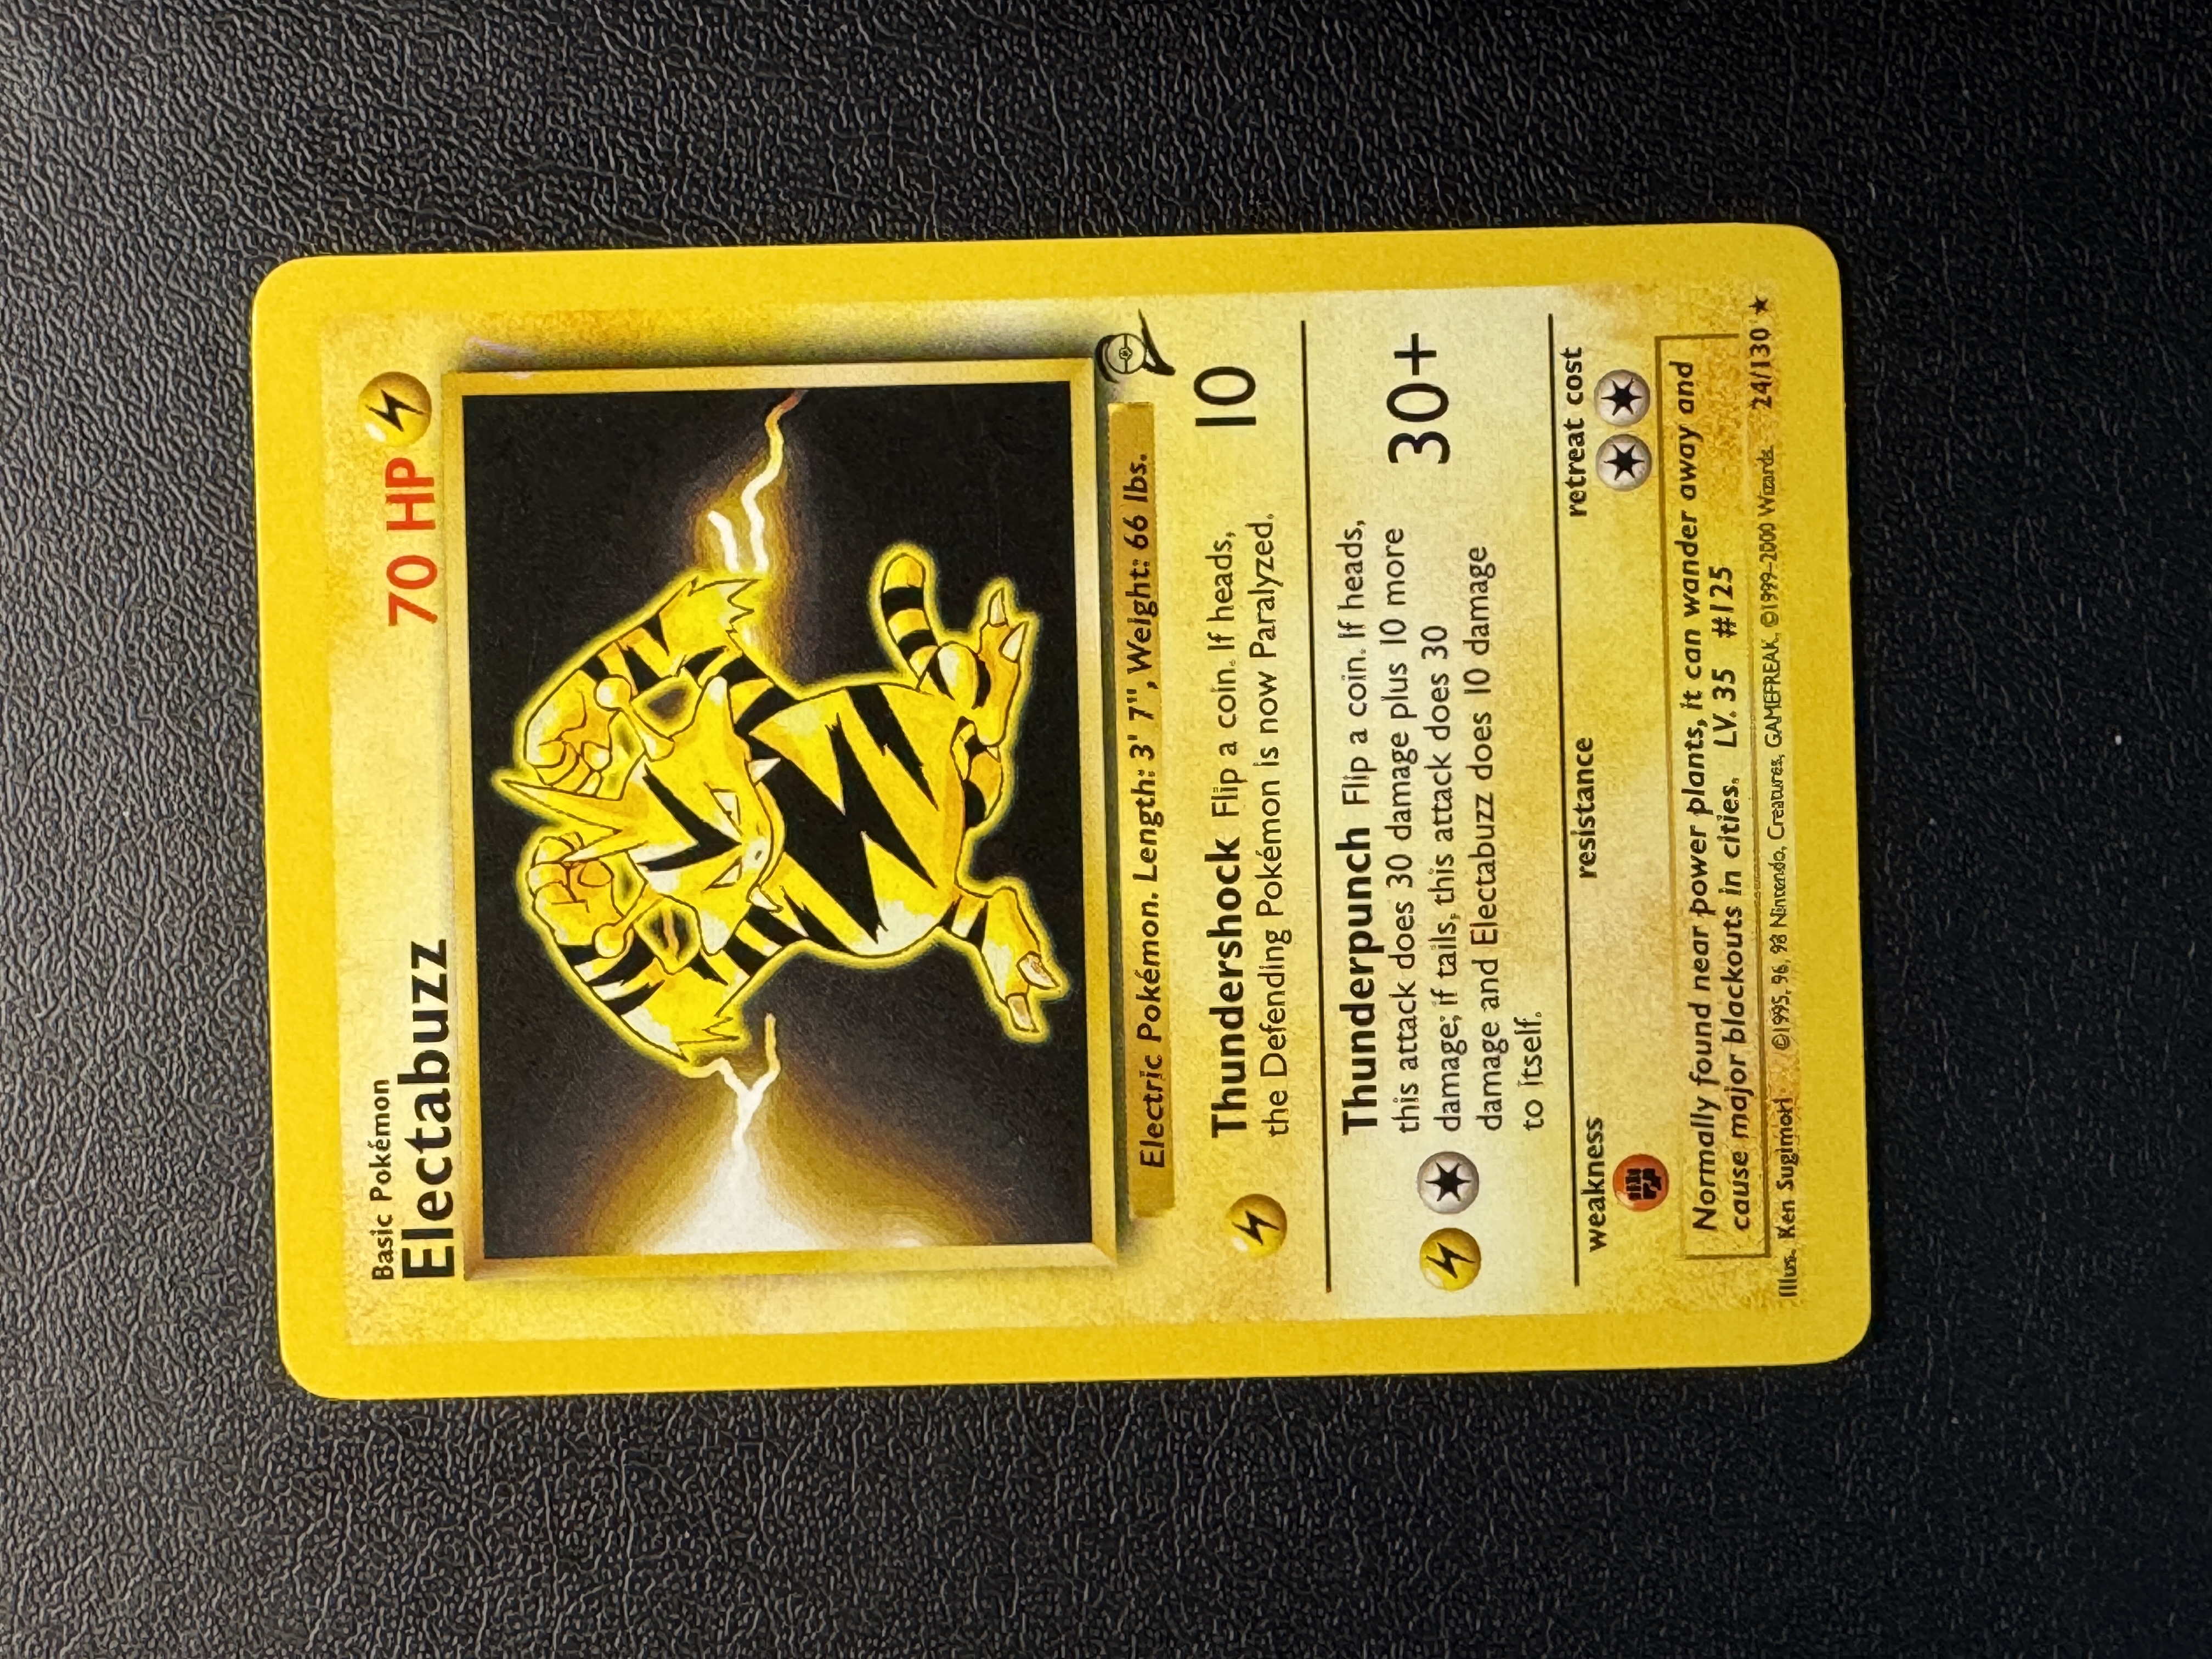 Basic Pokémon
Electabuzz 70 HP
Electric Pokémon. Length: 3' 7", Weight: 66 lbs.
Thundershock Flip a coin. If heads, 10
the Defending Pokémon is now Paralyzed.
Thunderpunch Flip a coin. If heads,
this attack does 30 damage plus 10 more
damage; if tails, this attack does 30 30+
damage and Electabuzz does 10 damage
to itself.
weakness resistance retreat cost
Normally found near power plants, it can wander away and
cause major blackouts in cities. LV. 35 #125
Illus. Ken Sugimori ©1995, 96, 98 Nintendo, Creatures, GAMEFREAK, ©1999-2000 Wizards. 24/130 ★